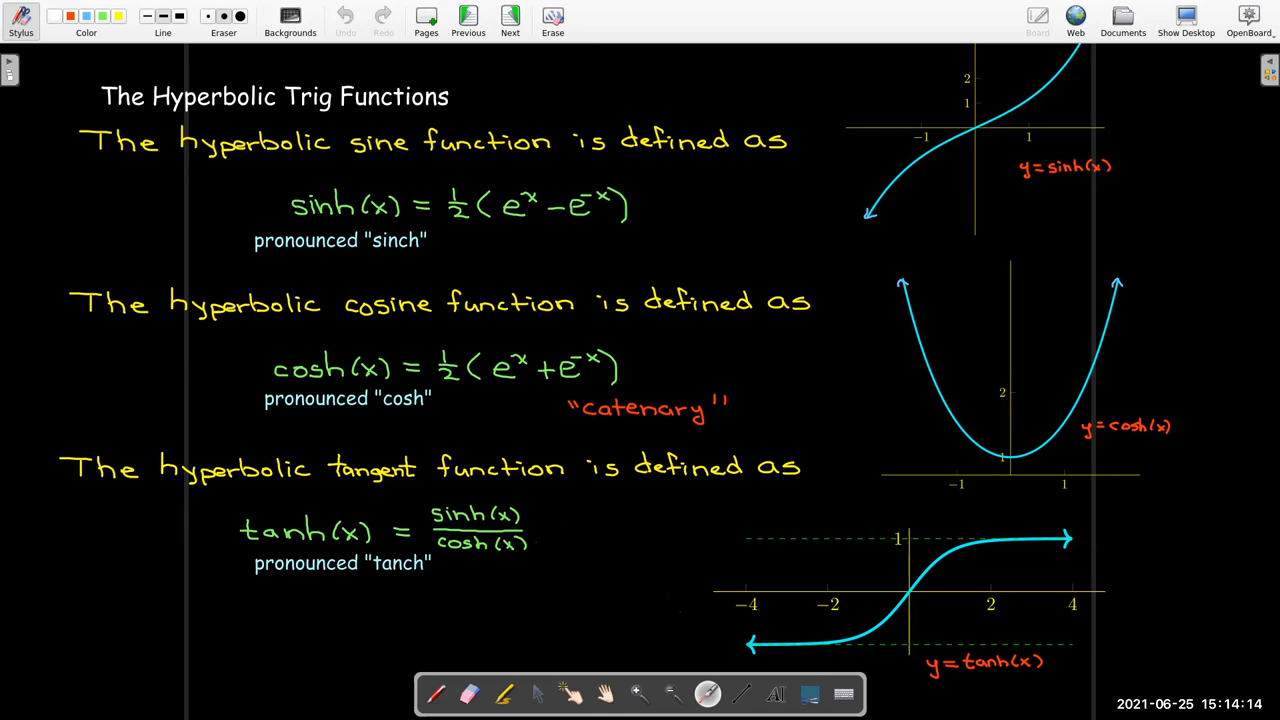 Stylus
Color
Line
Eraser
Backgrounds
Undo
Redo
Pages
Previous
Next
Erase
Board
Web
Documents
Show Desktop
OpenBoard
The Hyperbolic Trig Functions
The hyperbolic sine function is defined as
sinh(x) = ½(e^x − e^−x)
pronounced "sinch"
2
1
−1
1
y = sinh(x)
The hyperbolic cosine function is defined as
cosh(x) = ½(e^x + e^−x)
pronounced "cosh"
"catenary"
2
1
−1
1
y = cosh(x)
The hyperbolic tangent function is defined as
tanh(x) = sinh(x)/cosh(x)
pronounced "tanch"
1
−4
−2
2
4
y = tanh(x)
AI
2021-06-25 15:14:14